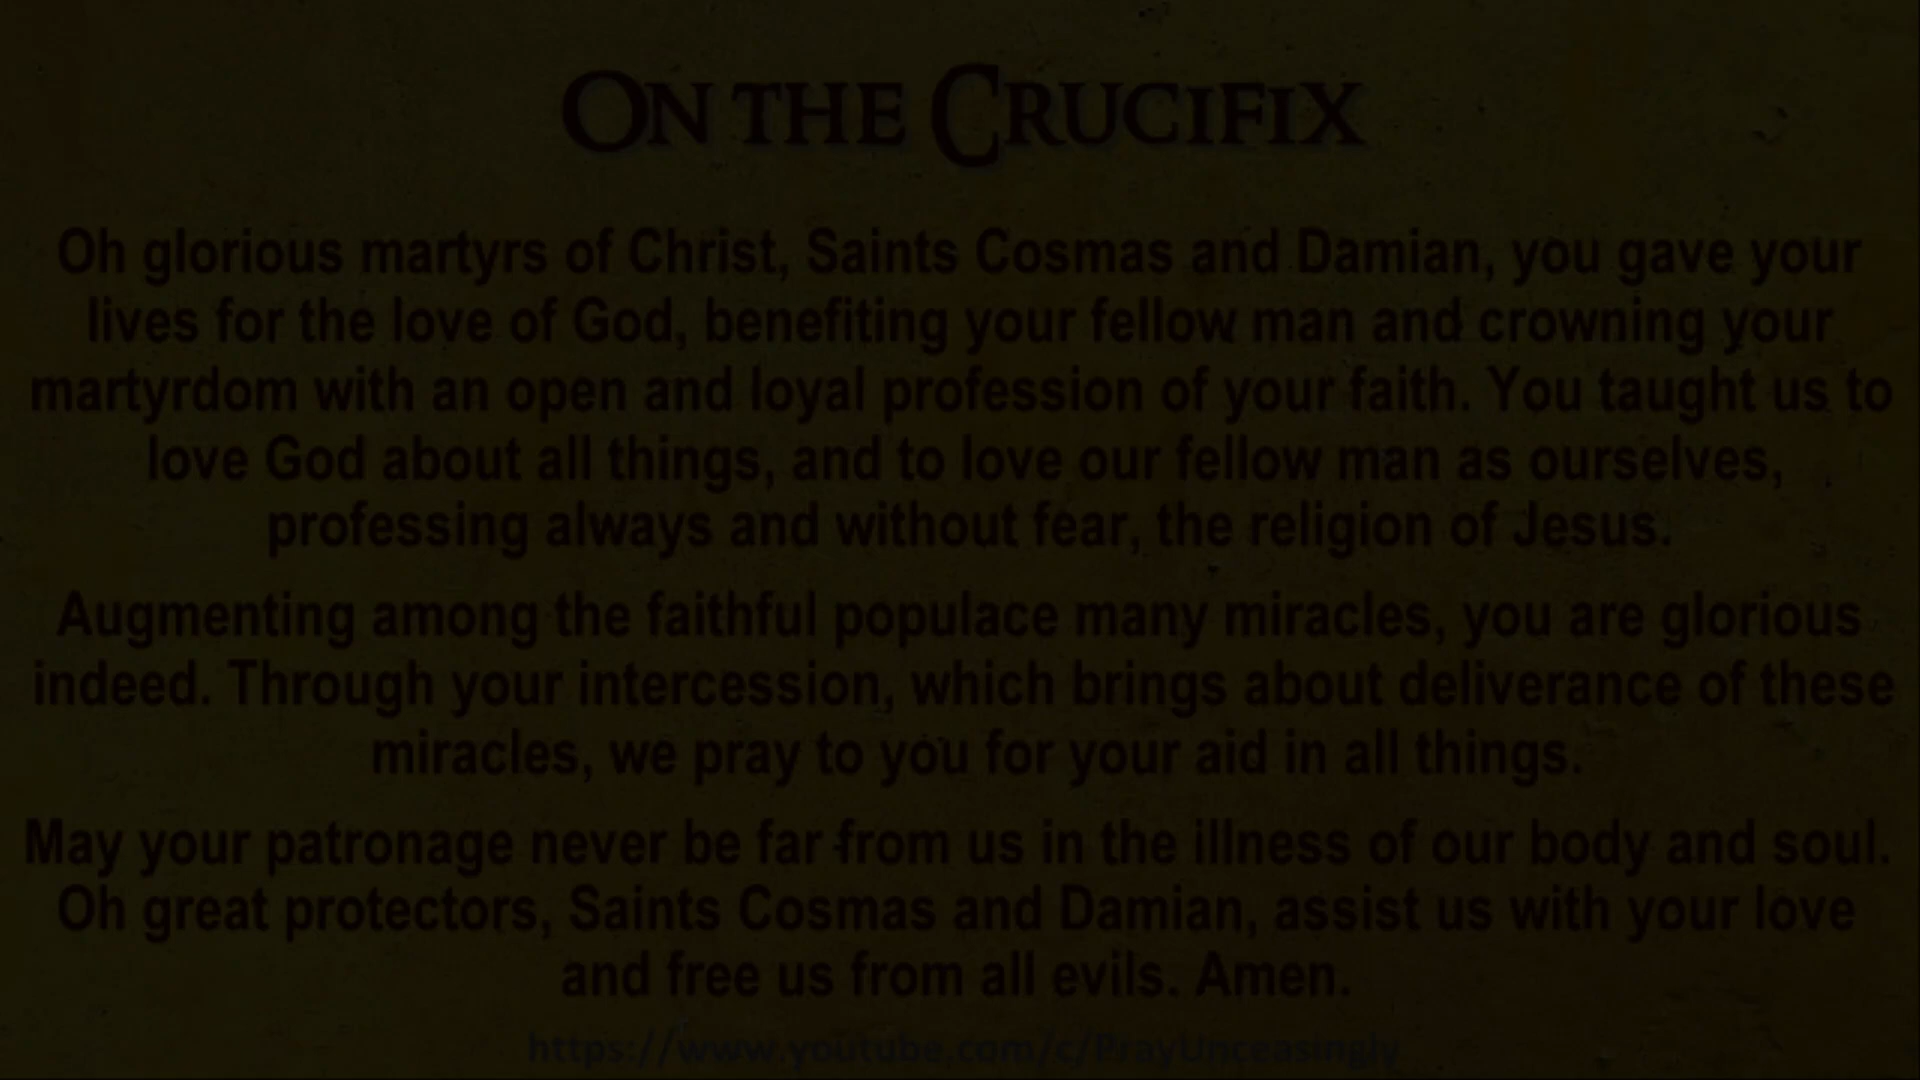 On the Crucifix
Oh glorious martyrs of Christ, Saints Cosmas and Damian, you gave your
lives for the love of God, benefiting your fellow man and crowning your
martyrdom with an open and loyal profession of your faith. You taught us to
love God about all things, and to love our fellow man as ourselves,
professing always and without fear, the religion of Jesus.
Augmenting among the faithful populace many miracles, you are glorious
indeed. Through your intercession, which brings about deliverance of these
miracles, we pray to you for your aid in all things.
May your patronage never be far from us in the illness of our body and soul.
Oh great protectors, Saints Cosmas and Damian, assist us with your love
and free us from all evils. Amen.
https://www.youtube.com/c/PrayUnceasingly